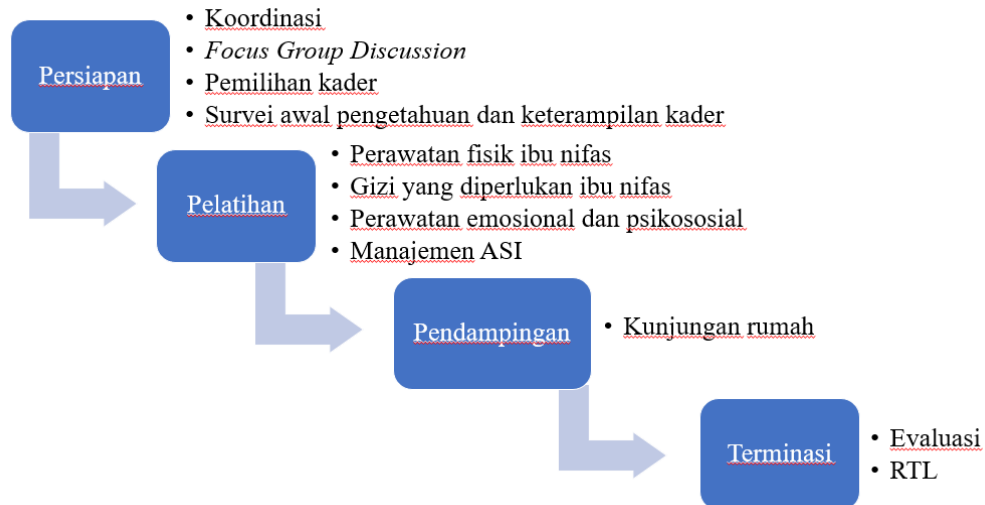 Persiapan
• Koordinasi
• Focus Group Discussion
• Pemilihan kader
• Survei awal pengetahuan dan keterampilan kader
Pelatihan
• Perawatan fisik ibu nifas
• Gizi yang diperlukan ibu nifas
• Perawatan emosional dan psikososial
• Manajemen ASI
Pendampingan
• Kunjungan rumah
Terminasi
• Evaluasi
• RTL